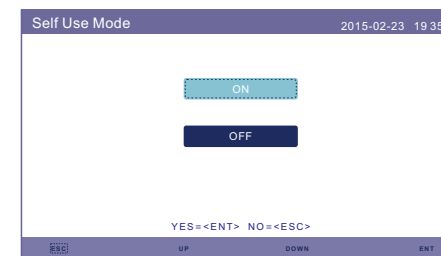 Self Use Mode 2015-02-23 19 35
ON
OFF
YES=<ENT> NO=<ESC>
ESC UP DOWN ENT